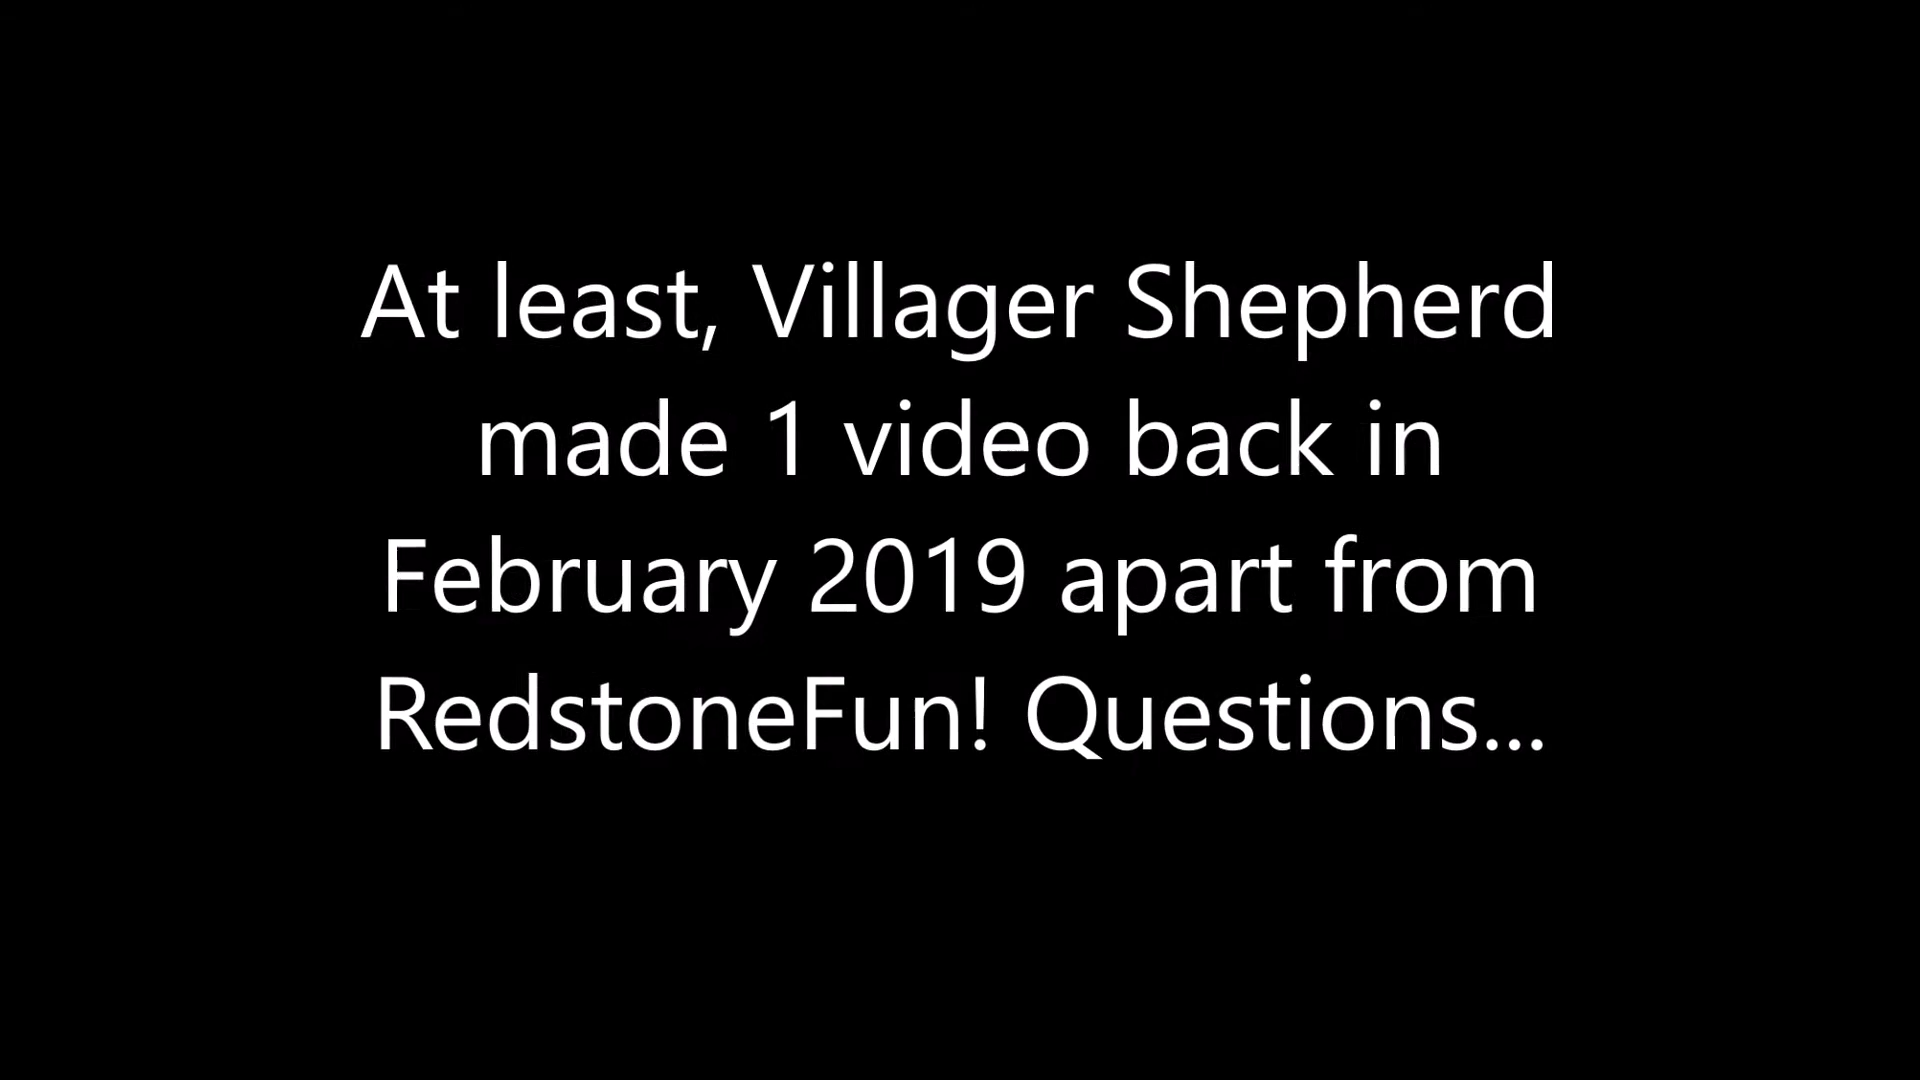 At least, Villager Shepherd
made 1 video back in
February 2019 apart from
RedstoneFun! Questions...